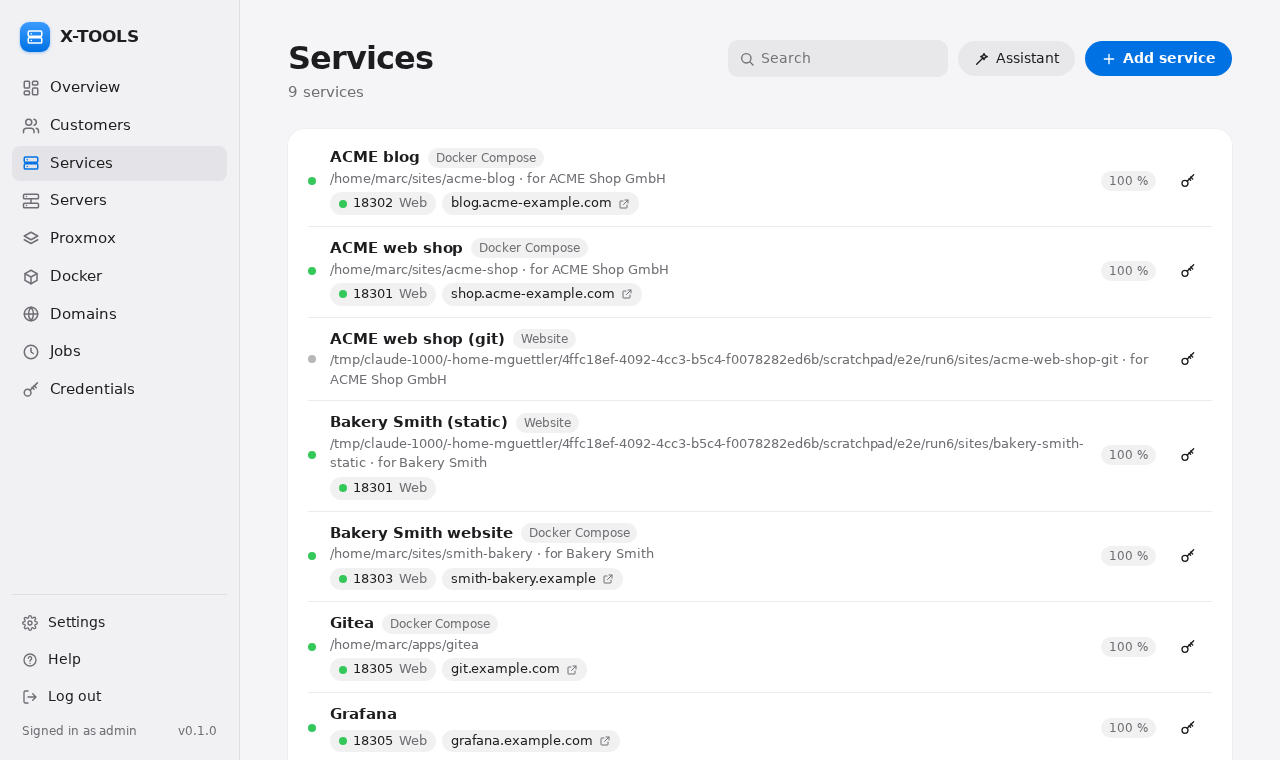 X-TOOLS
Overview
Customers
Services
Servers
Proxmox
Docker
Domains
Jobs
Credentials
Settings
Help
Log out
Signed in as admin v0.1.0
Services
9 services
Search
Assistant
Add service
ACME blog Docker Compose
/home/marc/sites/acme-blog · for ACME Shop GmbH
18302 Web blog.acme-example.com
100 %
ACME web shop Docker Compose
/home/marc/sites/acme-shop · for ACME Shop GmbH
18301 Web shop.acme-example.com
100 %
ACME web shop (git) Website
/tmp/claude-1000/-home-mguettler/4ffc18ef-4092-4cc3-b5c4-f0078282ed6b/scratchpad/e2e/run6/sites/acme-web-shop-git · for
ACME Shop GmbH
Bakery Smith (static) Website
/tmp/claude-1000/-home-mguettler/4ffc18ef-4092-4cc3-b5c4-f0078282ed6b/scratchpad/e2e/run6/sites/bakery-smith-
static · for Bakery Smith
18301 Web
100 %
Bakery Smith website Docker Compose
/home/marc/sites/smith-bakery · for Bakery Smith
18303 Web smith-bakery.example
100 %
Gitea Docker Compose
/home/marc/apps/gitea
18305 Web git.example.com
100 %
Grafana
18305 Web grafana.example.com
100 %